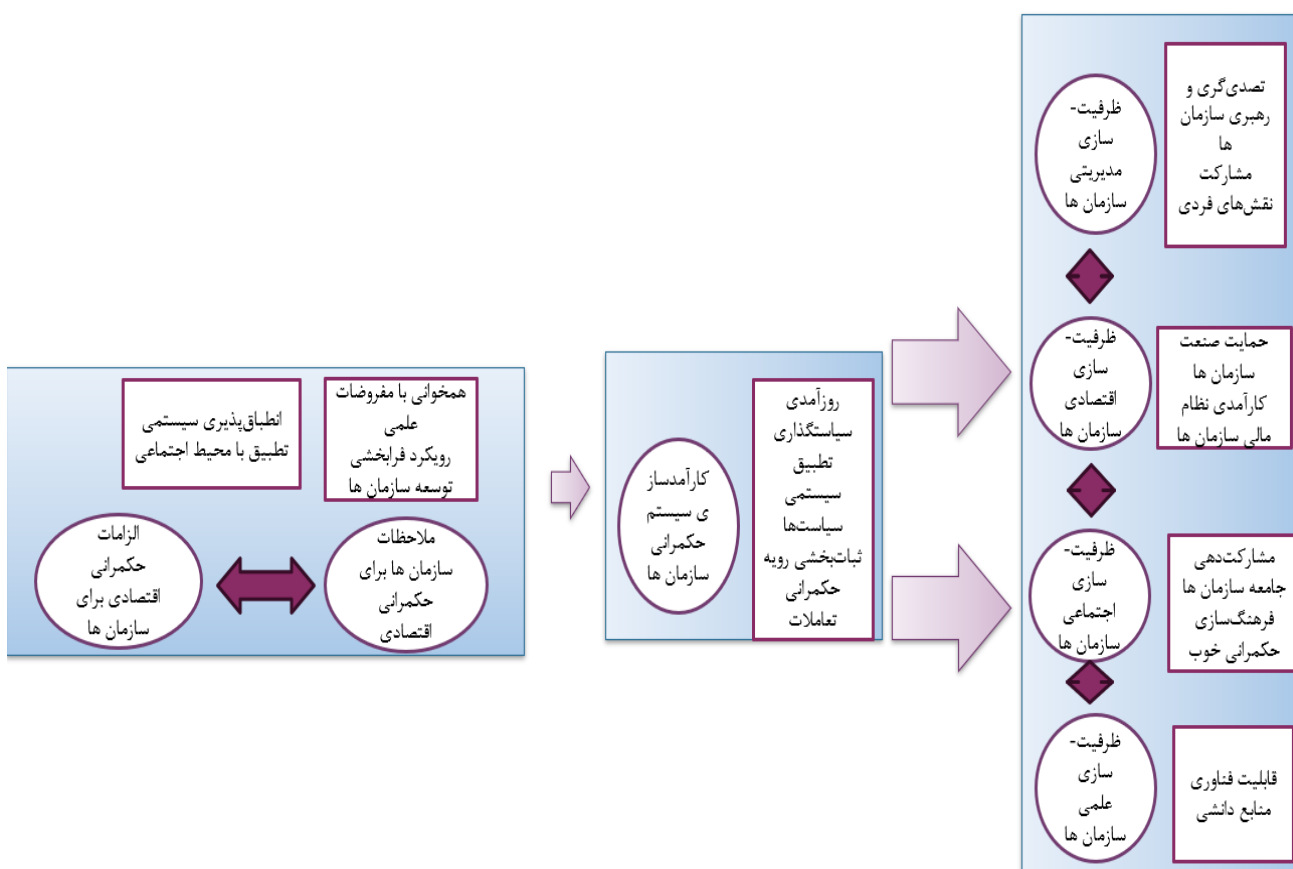 تصدی‌گری و
رهبری سازمان
ها
مشارکت
نقش‌های فردی
ظرفیت-
سازی
مدیریتی
سازمان ها
حمایت صنعت
سازمان ها
کارآمدی نظام
مالی سازمان ها
ظرفیت-
سازی
اقتصادی
سازمان ها
مشارکت‌دهی
جامعه سازمان ها
فرهنگ‌سازی
حکمرانی خوب
ظرفیت-
سازی
اجتماعی
سازمان ها
قابلیت فناوری
منابع دانشی
ظرفیت-
سازی
علمی
سازمان ها
روزآمدی
سیاستگذاری
تطبیق
سیستمی
سیاست‌ها
ثبات‌بخشی رویه
حکمرانی
تعاملات
کارآمدساز
ی سیستم
حکمرانی
سازمان ها
همخوانی با مفروضات
علمی
رویکرد فرابخشی
توسعه سازمان ها
انطباق‌پذیری سیستمی
تطبیق با محیط اجتماعی
ملاحظات
سازمان ها برای
حکمرانی
اقتصادی
الزامات
حکمرانی
اقتصادی برای
سازمان ها